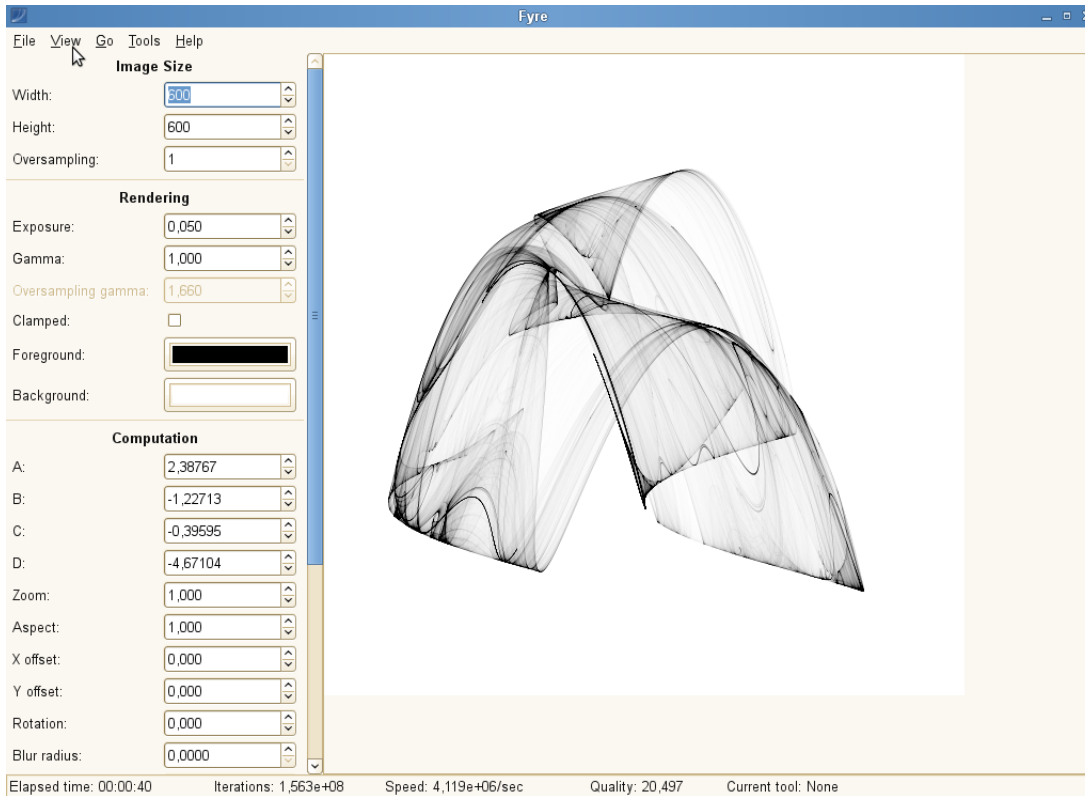 Fyre
File View Go Tools Help
Image Size
Width: 600
Height: 600
Oversampling: 1
Rendering
Exposure: 0,050
Gamma: 1,000
Oversampling gamma: 1,660
Clamped:
Foreground:
Background:
Computation
A: 2,38767
B: -1,22713
C: -0,39595
D: -4,67104
Zoom: 1,000
Aspect: 1,000
X offset: 0,000
Y offset: 0,000
Rotation: 0,000
Blur radius: 0,0000
Elapsed time: 00:00:40 Iterations: 1,563e+08 Speed: 4,119e+06/sec Quality: 20,497 Current tool: None